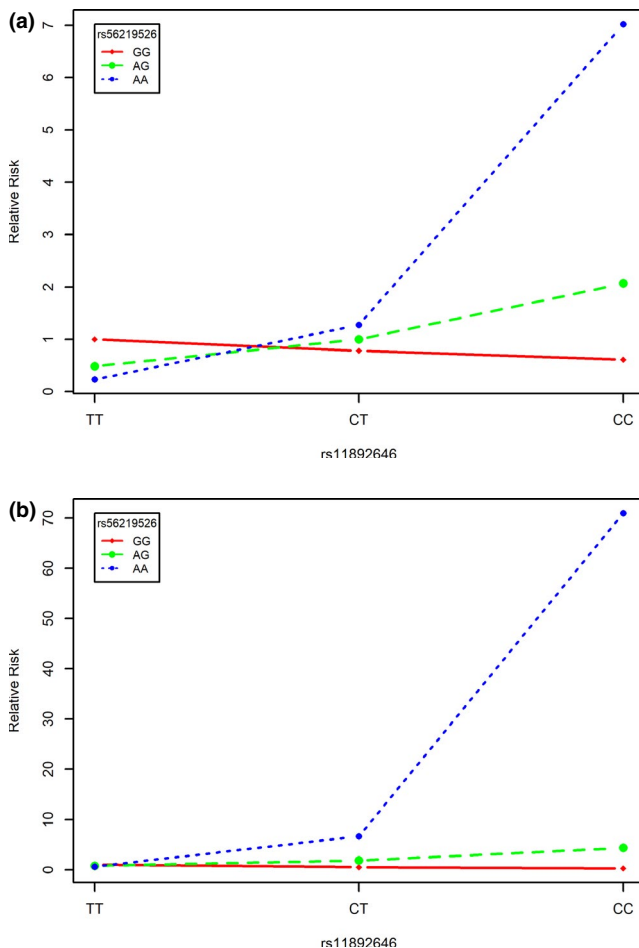 (a)
rs56219526
GG
AG
AA
Relative Risk
7
6
5
4
3
2
1
0
TT CT CC
rs11892646
(b)
rs56219526
GG
AG
AA
Relative Risk
70
60
50
40
30
20
10
0
TT CT CC
rs11892646